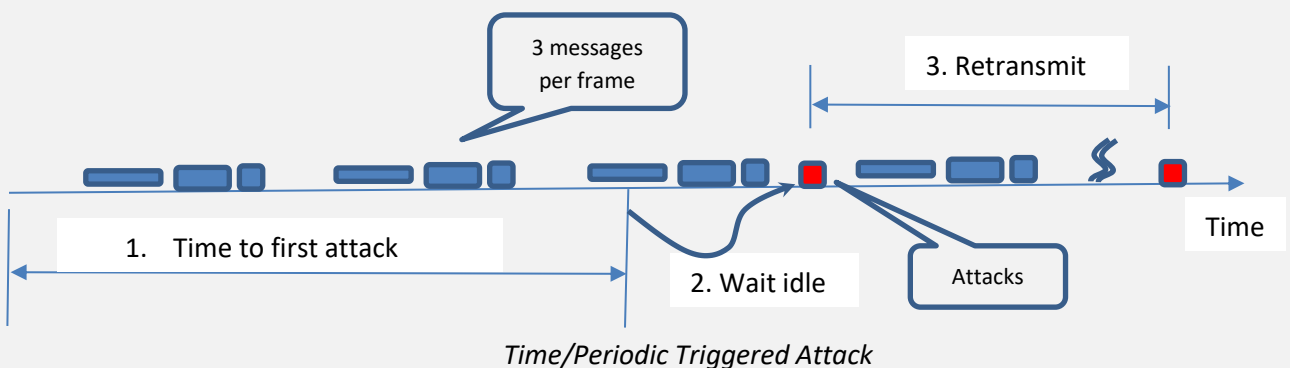 3 messages
per frame
3. Retransmit
Time
1. Time to first attack
2. Wait idle
Attacks
Time/Periodic Triggered Attack